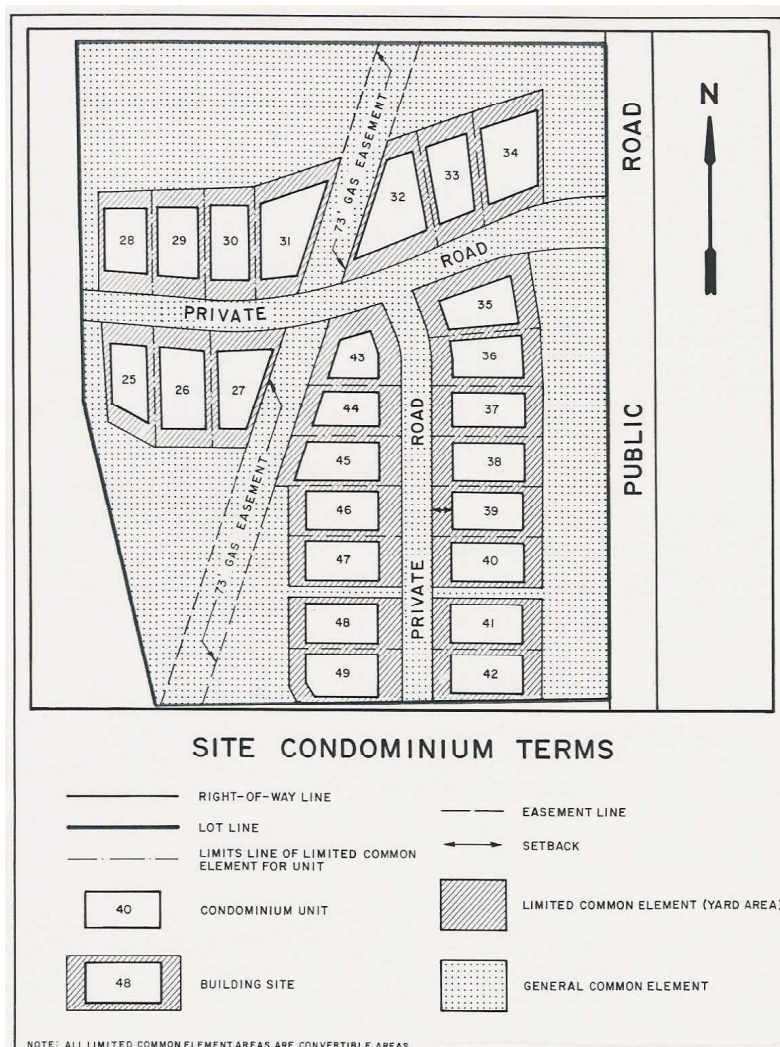 N
ROAD
PUBLIC
73' GAS EASEMENT
34
33
32
31
30
29
28
ROAD
PRIVATE
35
36
37
38
39
40
41
42
25
26
27
43
44
45
46
47
48
49
ROAD
PRIVATE
73' GAS EASEMENT
SITE CONDOMINIUM TERMS
RIGHT-OF-WAY LINE
LOT LINE
LIMITS LINE OF LIMITED COMMON
ELEMENT FOR UNIT
40
CONDOMINIUM UNIT
48
BUILDING SITE
EASEMENT LINE
SETBACK
LIMITED COMMON ELEMENT (YARD AREA)
GENERAL COMMON ELEMENT
NOTE: ALL LIMITED COMMON ELEMENT AREAS ARE CONVERTIBLE AREAS